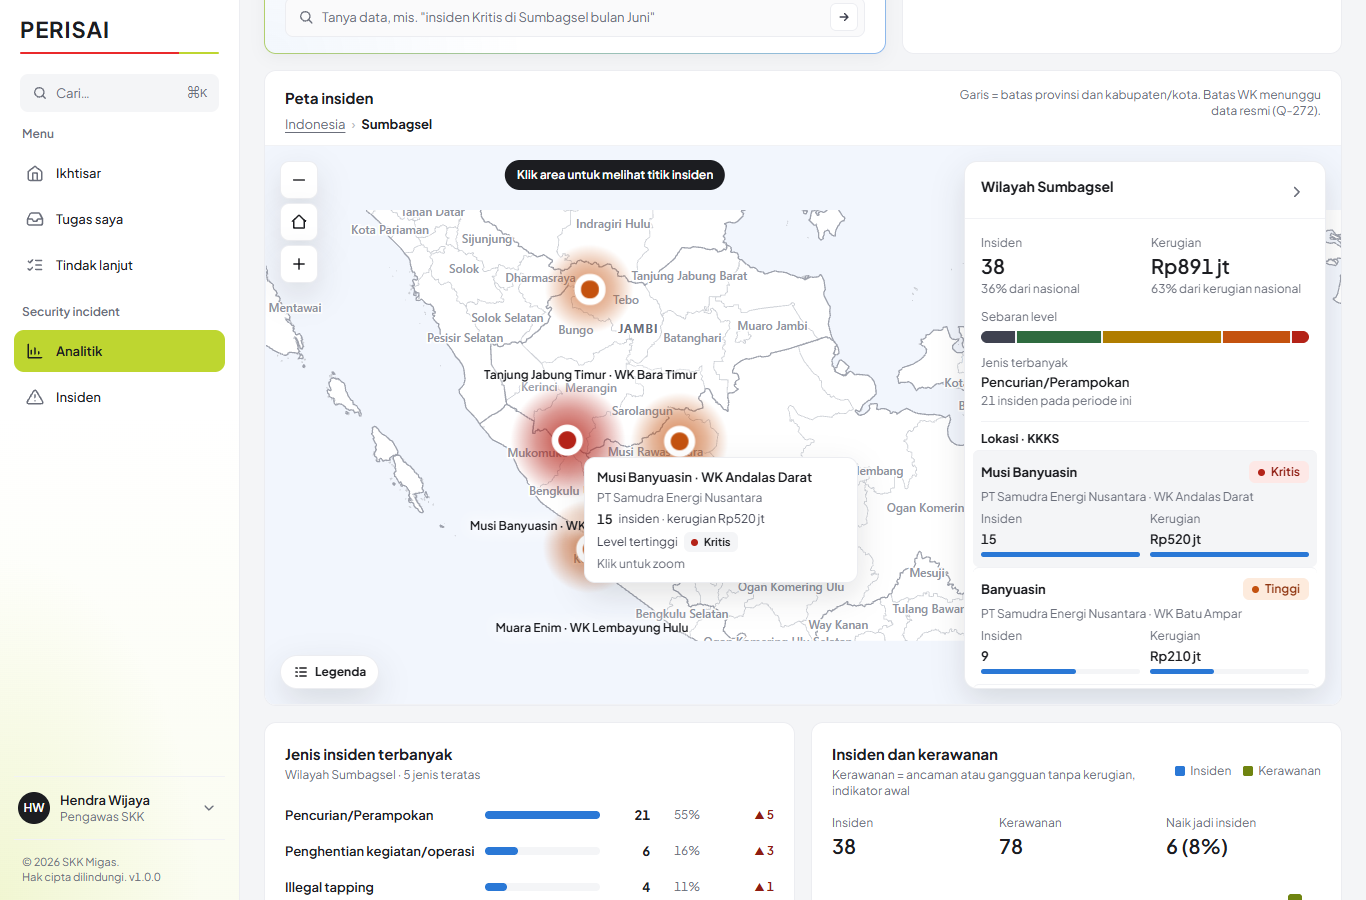 PERISAI
Cari...
⌘K
Menu
Ikhtisar
Tugas saya
Tindak lanjut
Security incident
Analitik
Insiden
HW
Hendra Wijaya
Pengawas SKK
© 2026 SKK Migas.
Hak cipta dilindungi. v1.0.0
Tanya data, mis. "insiden Kritis di Sumbagsel bulan Juni"
Peta insiden
Indonesia › Sumbagsel
Garis = batas provinsi dan kabupaten/kota. Batas WK menunggu
data resmi (Q-272).
Klik area untuk melihat titik insiden
Tanah Datar
Kota Pariaman
Indragiri Hulu
Sijunjung
Solok
Dharmasraya
Tanjung Jabung Barat
Mentawai
Tebo
Solok Selatan
Bungo
JAMBI
Muaro Jambi
Pesisir Selatan
Batanghari
Tanjung Jabung Timur · WK Bara Timur
Kerinci
Merangin
Sarolangun
Musi Banyuasin · WK Andalas Darat
PT Samudra Energi Nusantara
15 insiden · kerugian Rp520 jt
Level tertinggi
Kritis
Klik untuk zoom
Bengkulu
Musi Banyuasin · WK
Ogan Komering Ulu
Mesuji
Bengkulu Selatan
Way Kanan
Muara Enim · WK Lembayung Hulu
Ogan Komering Ulu Selatan
Legenda
Wilayah Sumbagsel
Insiden
Kerugian
38
Rp891 jt
36% dari nasional
63% dari kerugian nasional
Sebaran level
Jenis terbanyak
Pencurian/Perampokan
21 insiden pada periode ini
Lokasi · KKKS
Musi Banyuasin
Kritis
PT Samudra Energi Nusantara · WK Andalas Darat
Insiden
Kerugian
15
Rp520 jt
Banyuasin
Tinggi
PT Samudra Energi Nusantara · WK Batu Ampar
Insiden
Kerugian
9
Rp210 jt
Jenis insiden terbanyak
Wilayah Sumbagsel · 5 jenis teratas
Pencurian/Perampokan 21 55% ▲5
Penghentian kegiatan/operasi 6 16% ▲3
Illegal tapping 4 11% ▲1
Insiden dan kerawanan
Kerawanan = ancaman atau gangguan tanpa kerugian,
indikator awal
Insiden
Kerawanan
Insiden
Kerawanan
Naik jadi insiden
38
78
6 (8%)